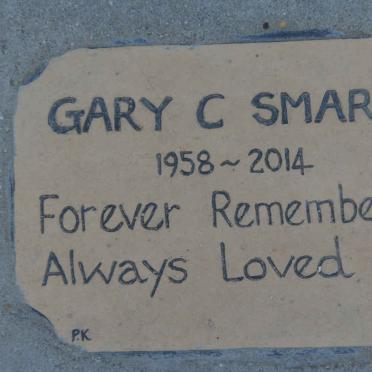 GARY C SMAR
1958~2014
Forever Remembe
Always Loved
P.K